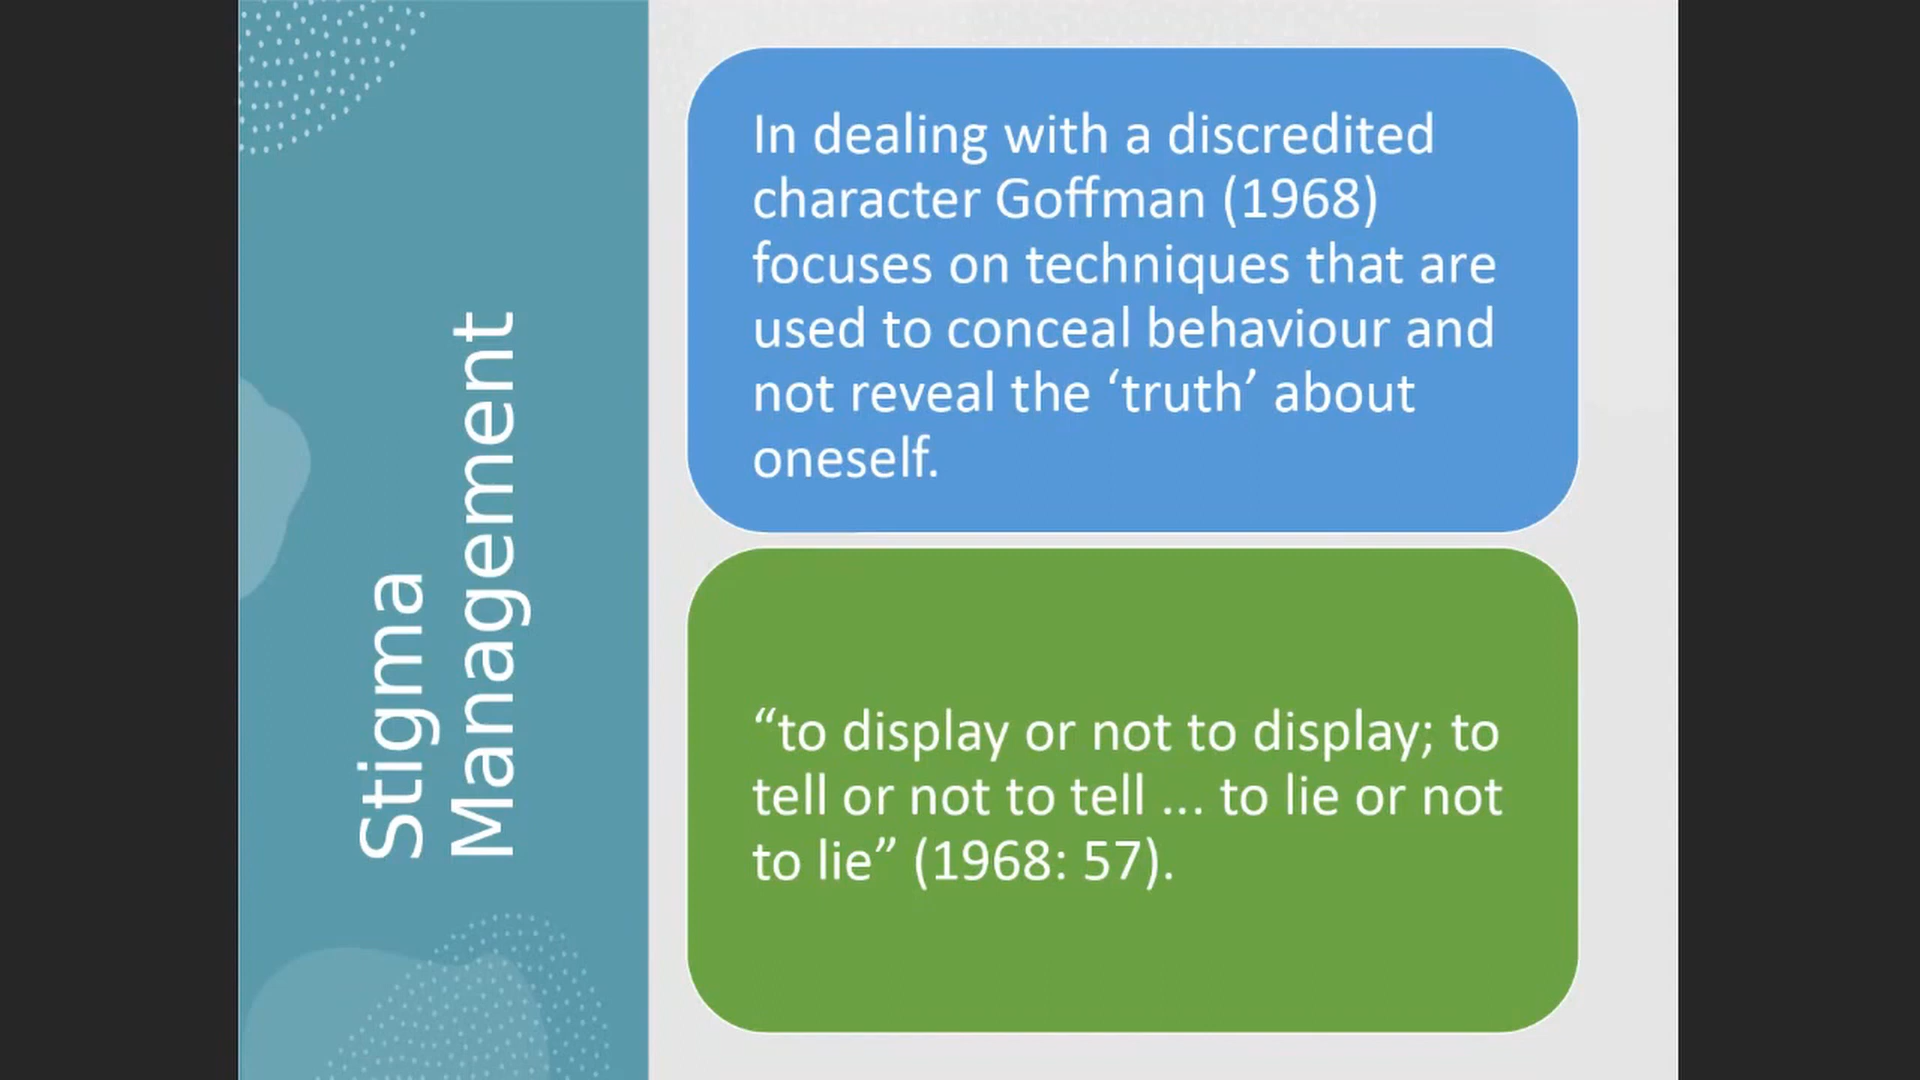 Stigma
Management
In dealing with a discredited
character Goffman (1968)
focuses on techniques that are
used to conceal behaviour and
not reveal the ‘truth’ about
oneself.
“to display or not to display; to
tell or not to tell ... to lie or not
to lie” (1968: 57).